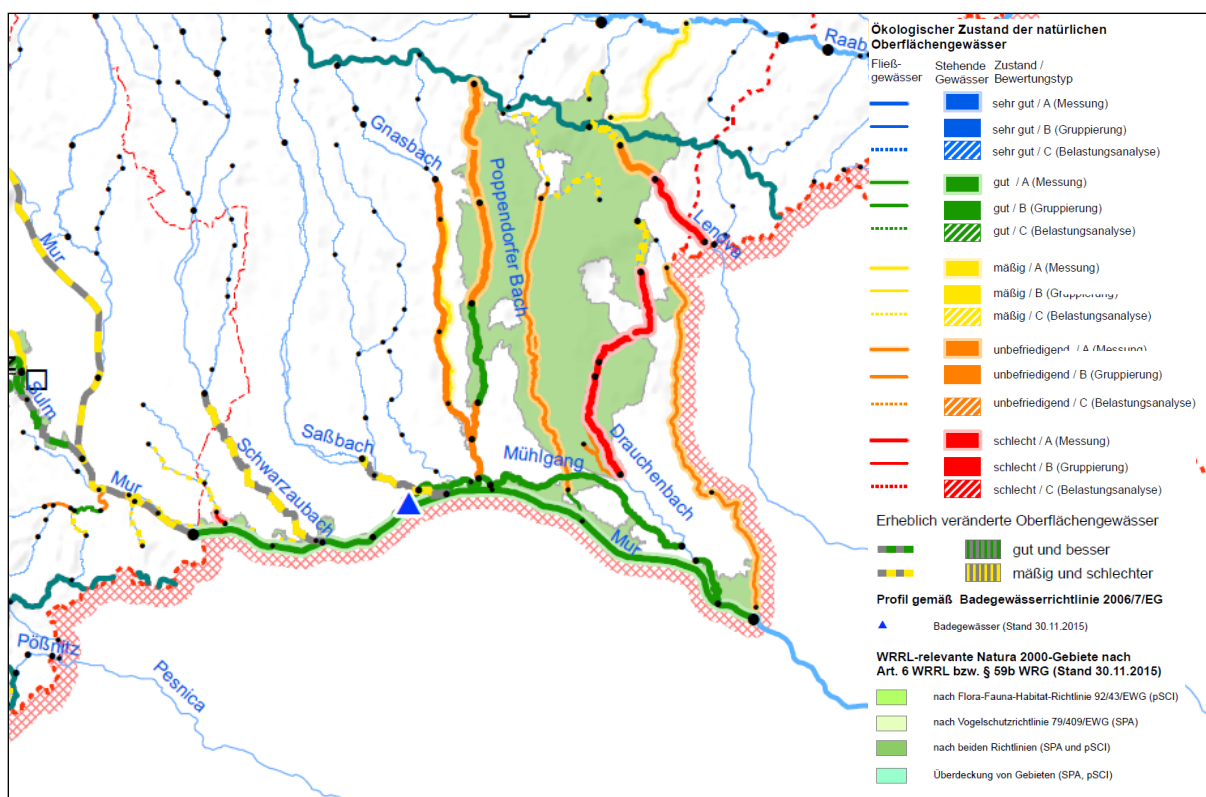 Raab
Gnasbach
Poppendorfer Bach
Lendva
Mur
Sulm
Saßbach
Mühlgang
Schwarzaubach
Drauchenbach
Mur
Mur
Pößnitz
Pesnica
Ökologischer Zustand der natürlichen
Oberflächengewässer
Fließ- Stehende Zustand /
gewässer Gewässer Bewertungstyp
sehr gut / A (Messung)
sehr gut / B (Gruppierung)
sehr gut / C (Belastungsanalyse)
gut / A (Messung)
gut / B (Gruppierung)
gut / C (Belastungsanalyse)
mäßig / A (Messung)
mäßig / B (Gruppierung)
mäßig / C (Belastungsanalyse)
unbefriedigend / A (Messung)
unbefriedigend / B (Gruppierung)
unbefriedigend / C (Belastungsanalyse)
schlecht / A (Messung)
schlecht / B (Gruppierung)
schlecht / C (Belastungsanalyse)
Erheblich veränderte Oberflächengewässer
gut und besser
mäßig und schlechter
Profil gemäß Badegewässerrichtlinie 2006/7/EG
Badegewässer (Stand 30.11.2015)
WRRL-relevante Natura 2000-Gebiete nach
Art. 6 WRRL bzw. § 59b WRG (Stand 30.11.2015)
nach Flora-Fauna-Habitat-Richtlinie 92/43/EWG (pSCI)
nach Vogelschutzrichtlinie 79/409/EWG (SPA)
nach beiden Richtlinien (SPA und pSCI)
Überdeckung von Gebieten (SPA, pSCI)